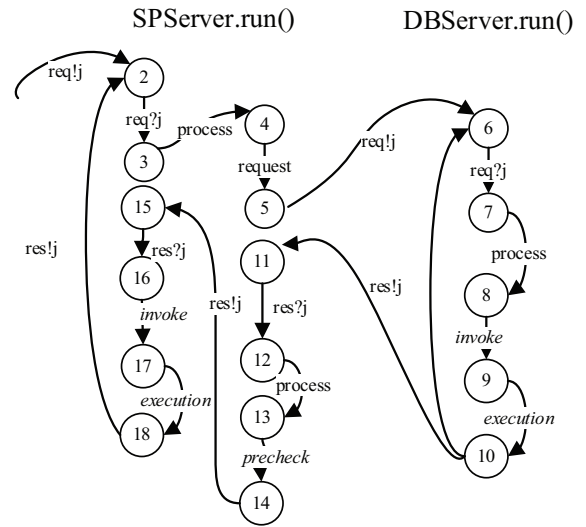 SPServer.run()
DBServer.run()
req!j
2
req?j
3
process
4
request
5
req!j
6
req?j
7
process
8
invoke
9
execution
10
res!j
11
res?j
12
process
13
precheck
14
res!j
15
res?j
16
invoke
17
execution
18
res!j